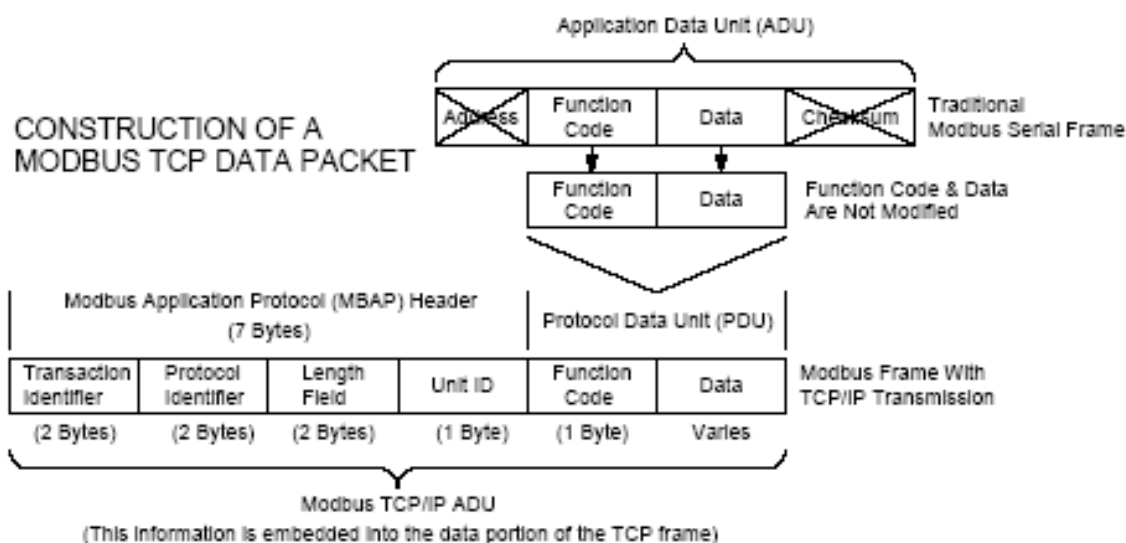 Application Data Unit (ADU)
CONSTRUCTION OF A
MODBUS TCP DATA PACKET
Address
Function
Code
Data
Checksum
Traditional
Modbus Serial Frame
Function
Code
Data
Function Code & Data
Are Not Modified
Modbus Application Protocol (MBAP) Header
(7 Bytes)
Protocol Data Unit (PDU)
Transaction
Identifier
Protocol
Identifier
Length
Field
Unit ID
Function
Code
Data
Modbus Frame With
TCP/IP Transmission
(2 Bytes)
(2 Bytes)
(2 Bytes)
(1 Byte)
(1 Byte)
Varies
Modbus TCP/IP ADU
(This information is embedded into the data portion of the TCP frame)